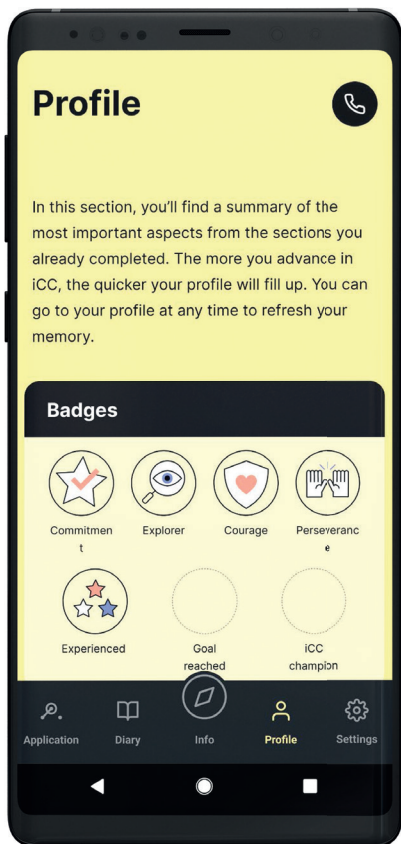 Profile
In this section, you'll find a summary of the
most important aspects from the sections you
already completed. The more you advance in
iCC, the quicker your profile will fill up. You can
go to your profile at any time to refresh your
memory.
Badges
Commitmen
t
Explorer
Courage
Perseveranc
e
Experienced
Goal
reached
iCC
champion
Application
Diary
Info
Profile
Settings